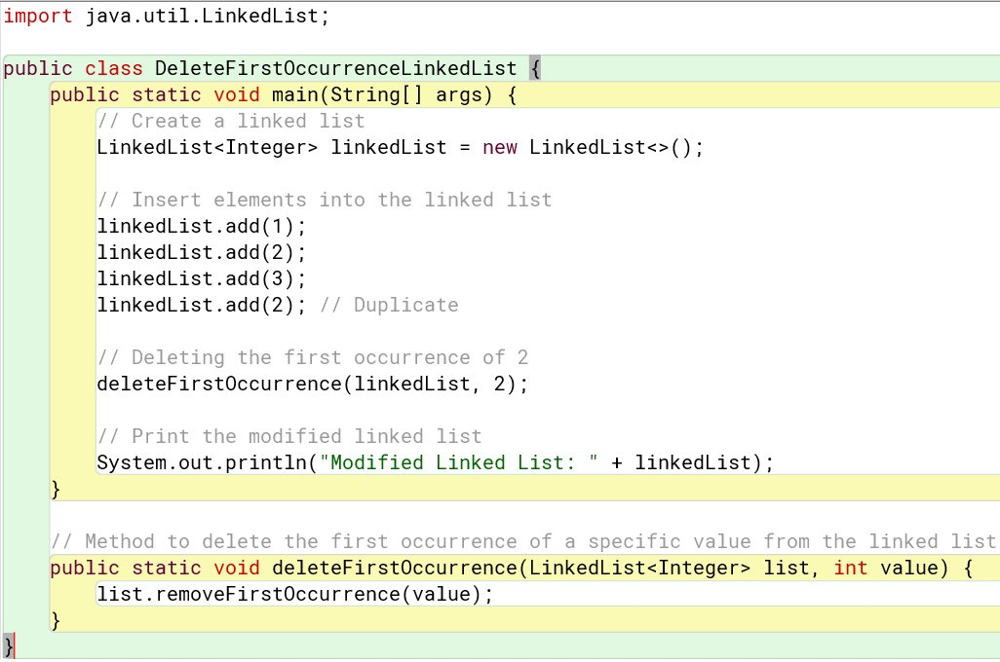 import java.util.LinkedList;

public class DeleteFirstOccurrenceLinkedList {
    public static void main(String[] args) {
        // Create a linked list
        LinkedList<Integer> linkedList = new LinkedList<>();

        // Insert elements into the linked list
        linkedList.add(1);
        linkedList.add(2);
        linkedList.add(3);
        linkedList.add(2); // Duplicate

        // Deleting the first occurrence of 2
        deleteFirstOccurrence(linkedList, 2);

        // Print the modified linked list
        System.out.println("Modified Linked List: " + linkedList);
    }

    // Method to delete the first occurrence of a specific value from the linked list
    public static void deleteFirstOccurrence(LinkedList<Integer> list, int value) {
        list.removeFirstOccurrence(value);
    }
}